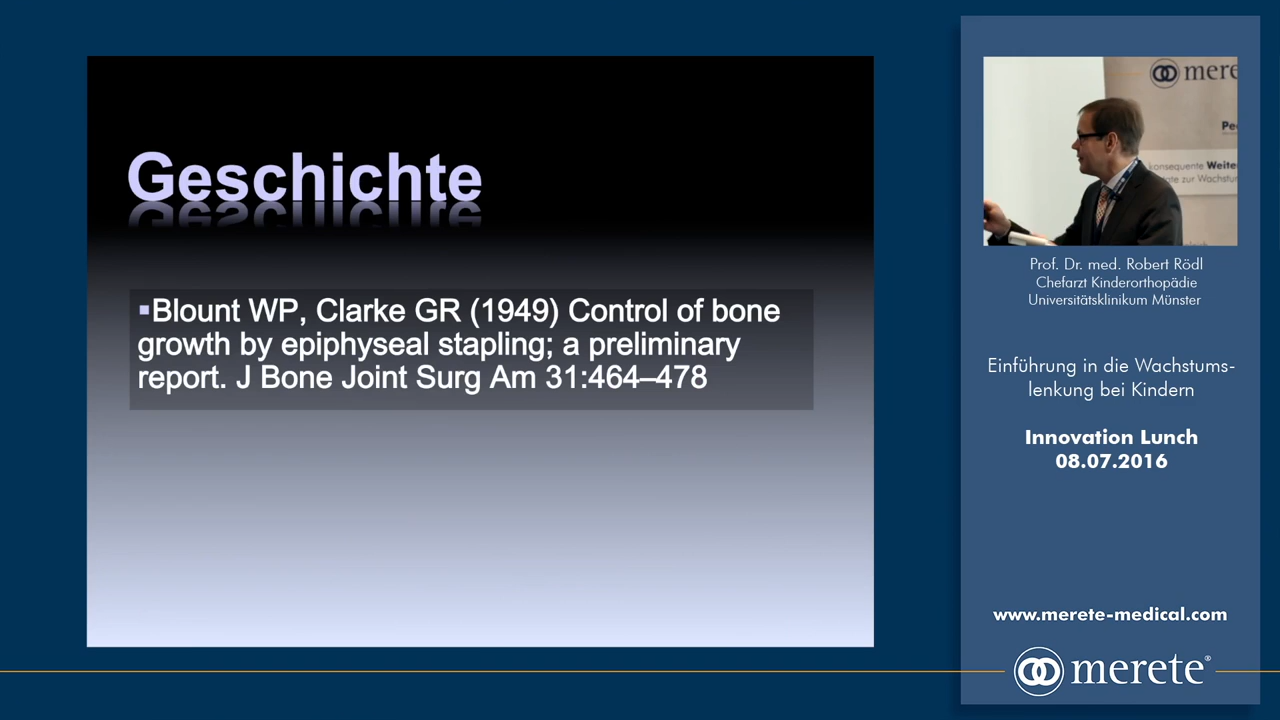 Geschichte
▪Blount WP, Clarke GR (1949) Control of bone
growth by epiphyseal stapling; a preliminary
report. J Bone Joint Surg Am 31:464–478
konsequente Weiter
Prof. Dr. med. Robert Rödl
Chefarzt Kinderorthopädie
Universitätsklinikum Münster
Einführung in die Wachstums-
lenkung bei Kindern
Innovation Lunch
08.07.2016
www.merete-medical.com
merete®